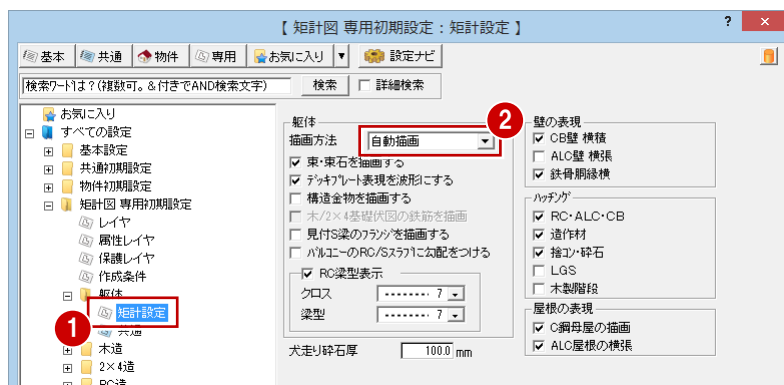 【 矩計図 専用初期設定：矩計設定 】
? ×
基本 共通 物件 専用 お気に入り ▼ 設定ナビ
検索ワードは？(複数可。＆付きでAND検索文字) 検索 詳細検索
お気に入り
すべての設定
基本設定
共通初期設定
物件初期設定
矩計図 専用初期設定
レイヤ
属性レイヤ
保護レイヤ
作成条件
躯体
1 矩計設定
共通
木造
2×4造
RC造
躯体
描画方法 自動描画 2
束・束石を描画する
デッキプレート表現を波形にする
構造金物を描画する
木/2×4基礎伏図の鉄筋を描画
見付S梁のフランジを描画する
バルコニーのRC/Sスラブに勾配をつける
RC梁型表示
クロス 7
梁型 7
犬走り砕石厚 100.0 mm
壁の表現
CB壁 横積
ALC壁 横張
鉄骨胴縁横
ハッチング
RC・ALC・CB
造作材
捨コン・砕石
LGS
木製階段
屋根の表現
C鋼母屋の描画
ALC屋根の横張